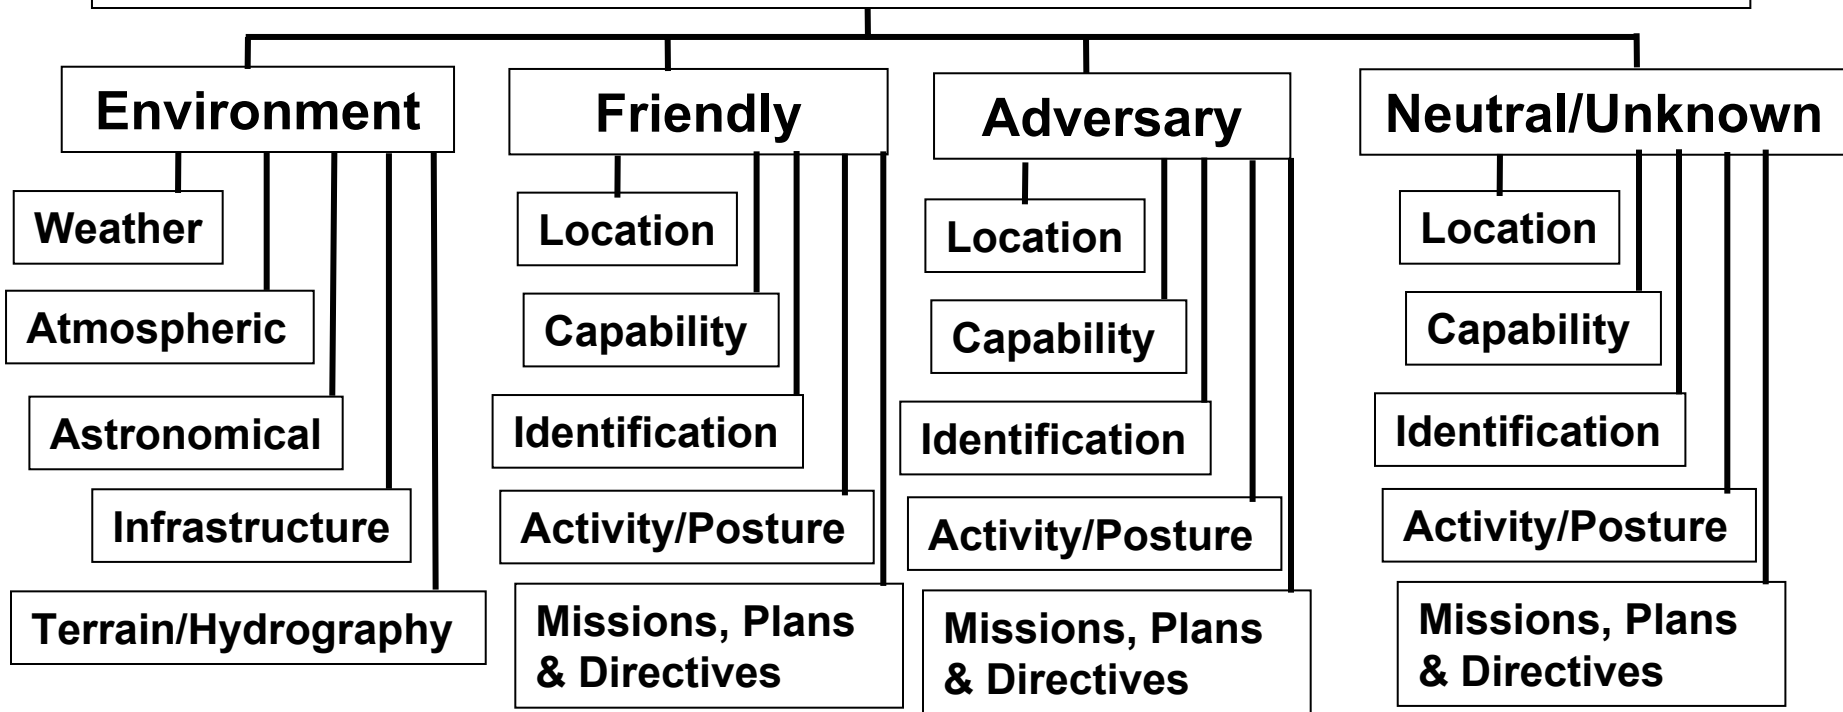 Environment
Weather
Atmospheric
Astronomical
Infrastructure
Terrain/Hydrography
Friendly
Location
Capability
Identification
Activity/Posture
Missions, Plans
& Directives
Adversary
Location
Capability
Identification
Activity/Posture
Missions, Plans
& Directives
Neutral/Unknown
Location
Capability
Identification
Activity/Posture
Missions, Plans
& Directives